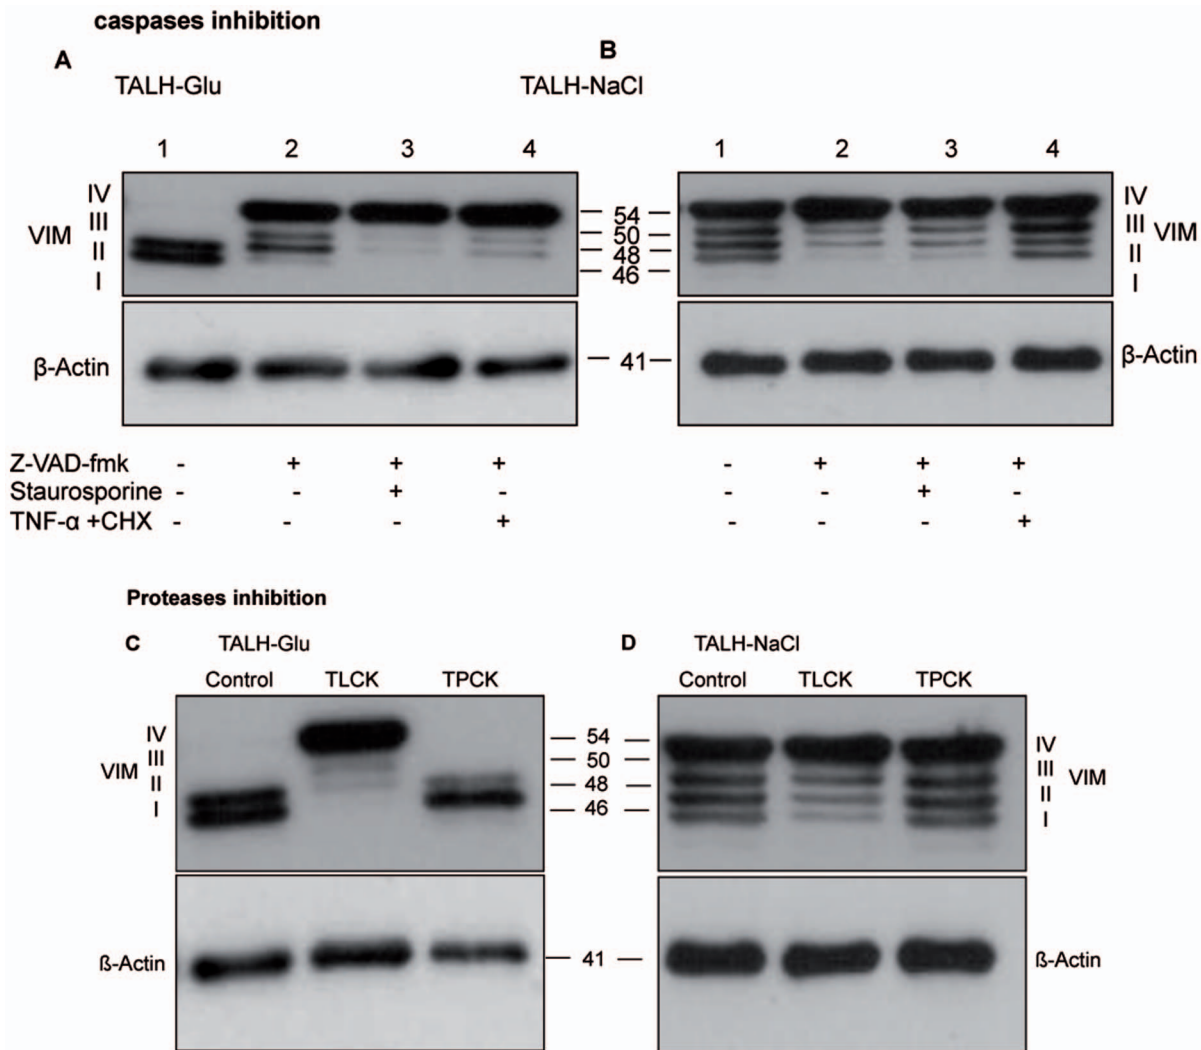 caspases inhibition
A
B
TALH-Glu
TALH-NaCl
1 2 3 4
1 2 3 4
VIM
IV
III
II
I
54
50
48
46
IV
III
II
I
VIM
β-Actin
41
β-Actin
Z-VAD-fmk - + + + - + + +
Staurosporine - - + - - - + -
TNF-α +CHX - - - + - - - +
Proteases inhibition
C
TALH-Glu
D
TALH-NaCl
Control TLCK TPCK
Control TLCK TPCK
VIM
IV
III
II
I
54
50
48
46
IV
III
II
I
VIM
ß-Actin
41
ß-Actin